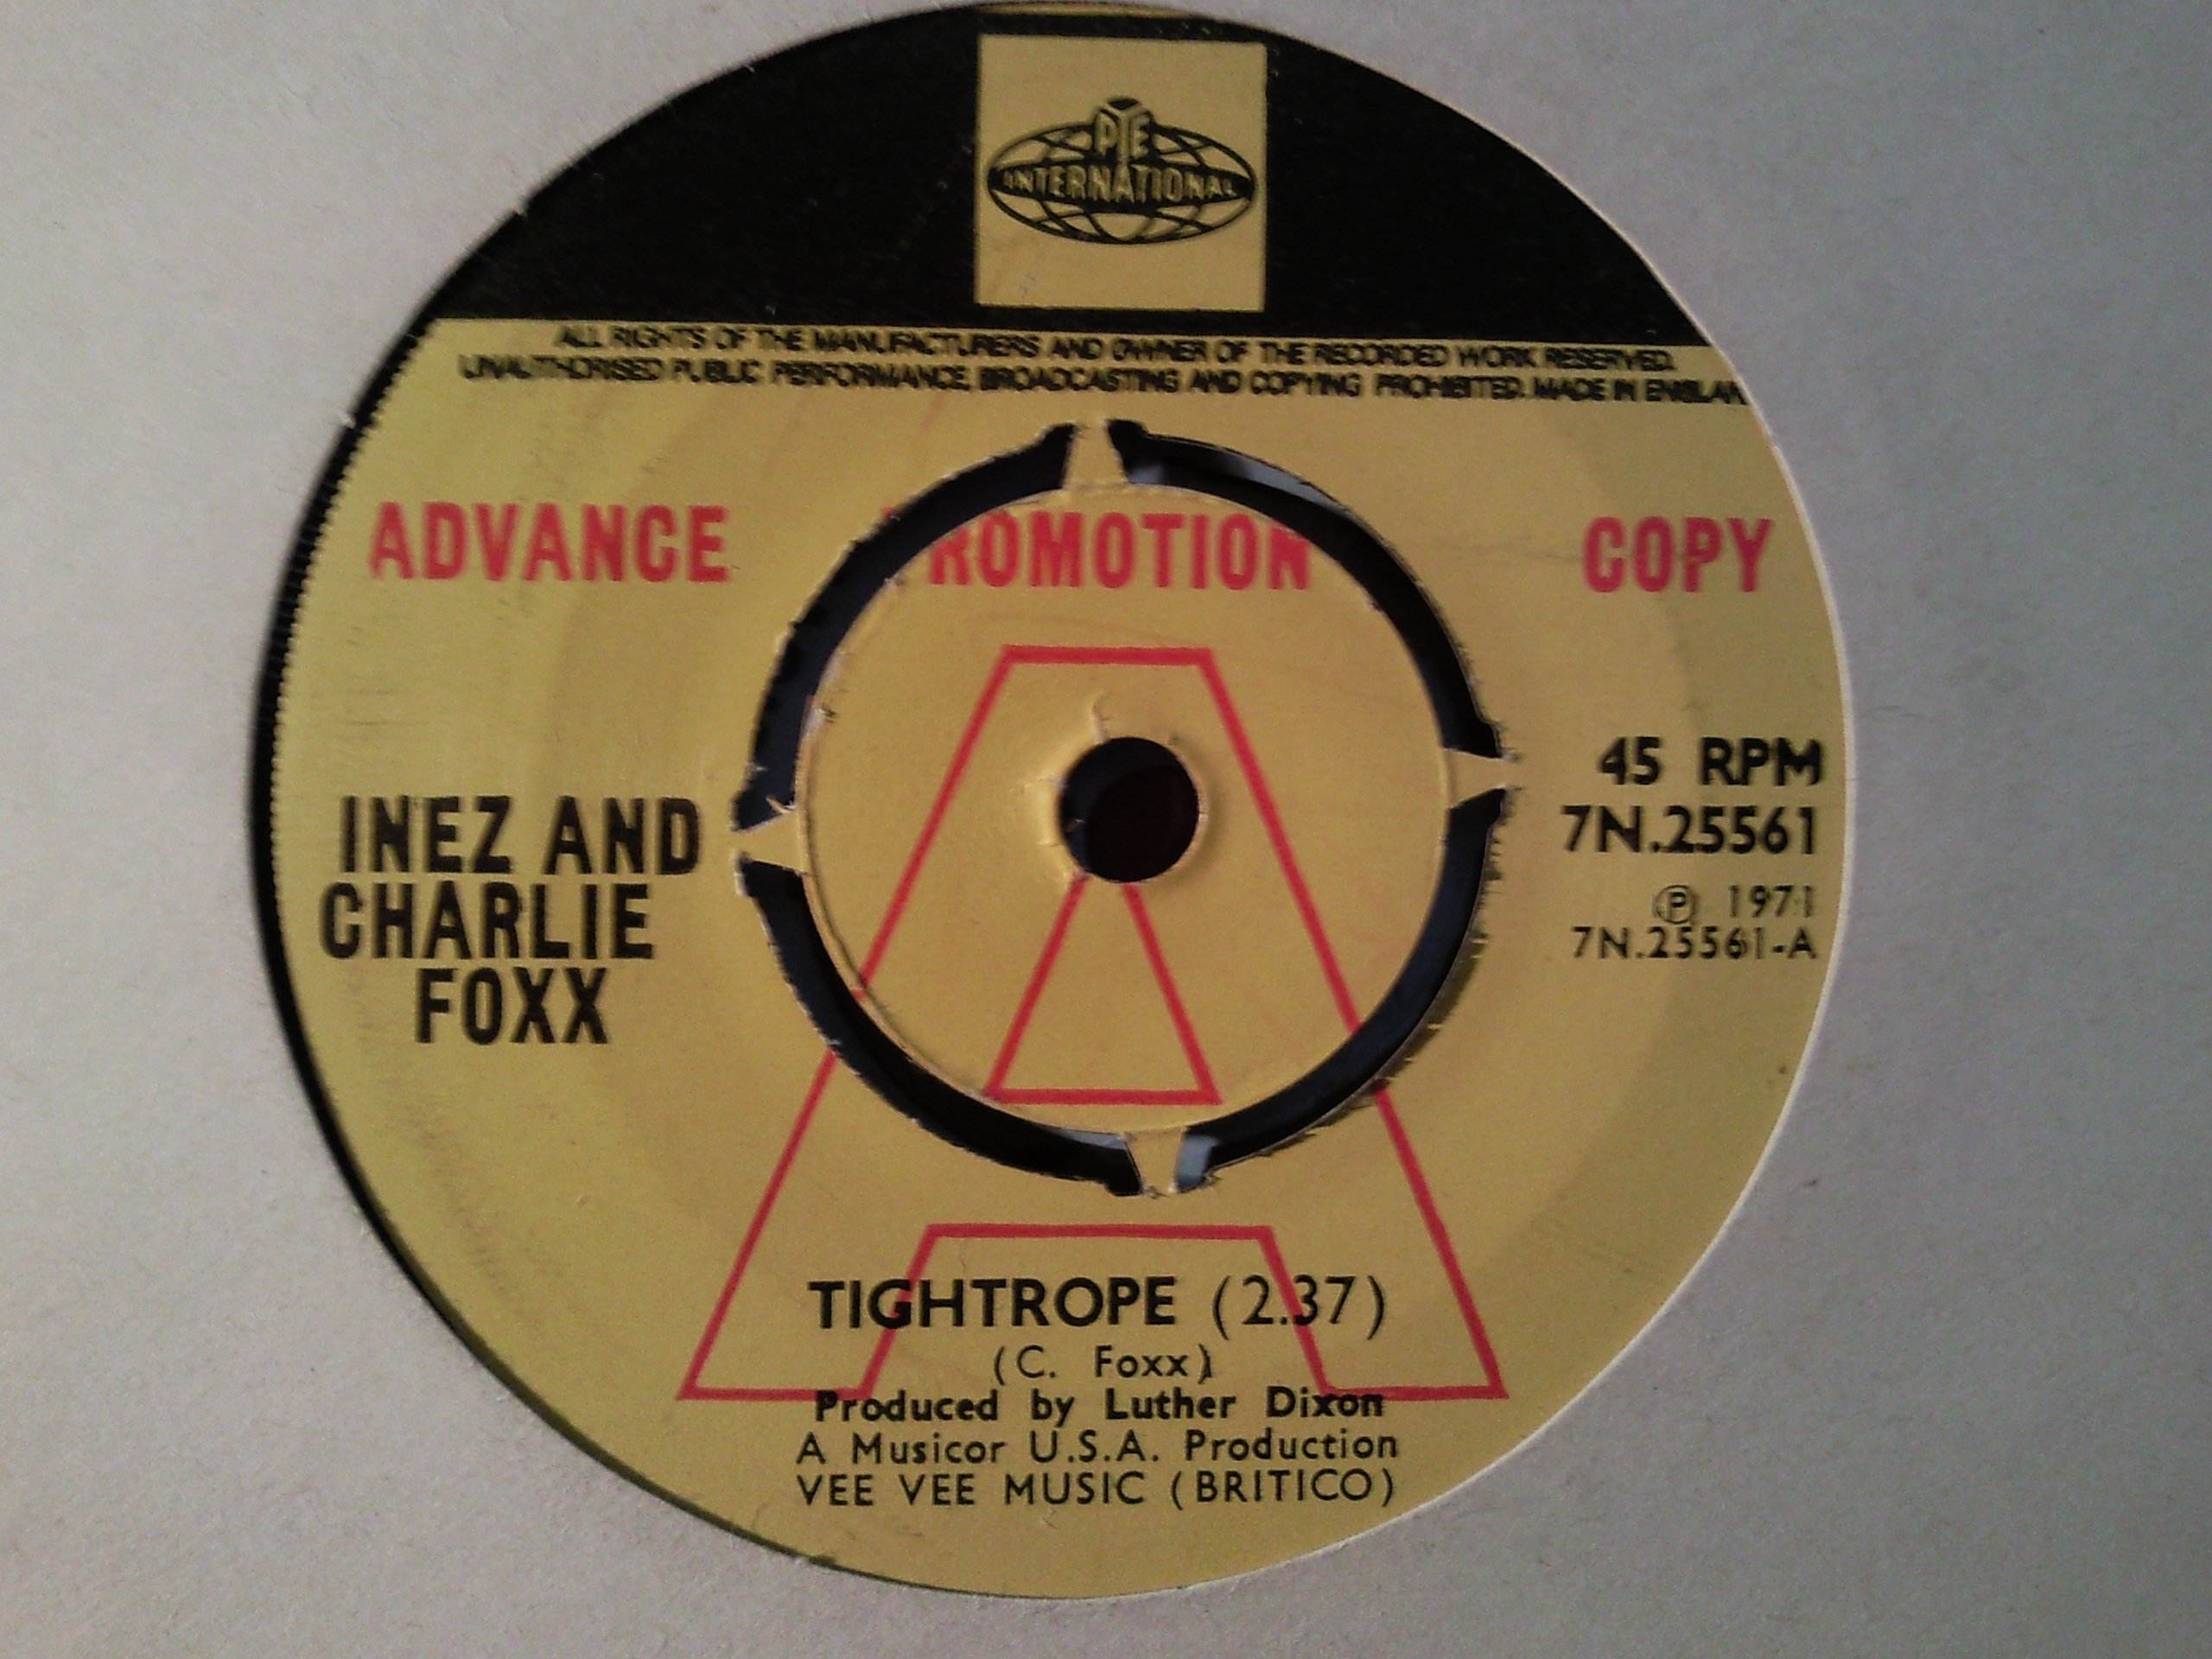 PYE
INTERNATIONAL
ALL RIGHTS OF THE MANUFACTURERS AND OWNER OF THE RECORDED WORK RESERVED.
UNAUTHORISED PUBLIC PERFORMANCE, BROADCASTING AND COPYING PROHIBITED. MADE IN ENGLAN
ADVANCE PROMOTION COPY
A
INEZ AND
CHARLIE
FOXX
45 RPM
7N.25561
Ⓟ 1971
7N.25561-A
TIGHTROPE (2.37)
(C. Foxx)
Produced by Luther Dixon
A Musicor U.S.A. Production
VEE VEE MUSIC (BRITICO)